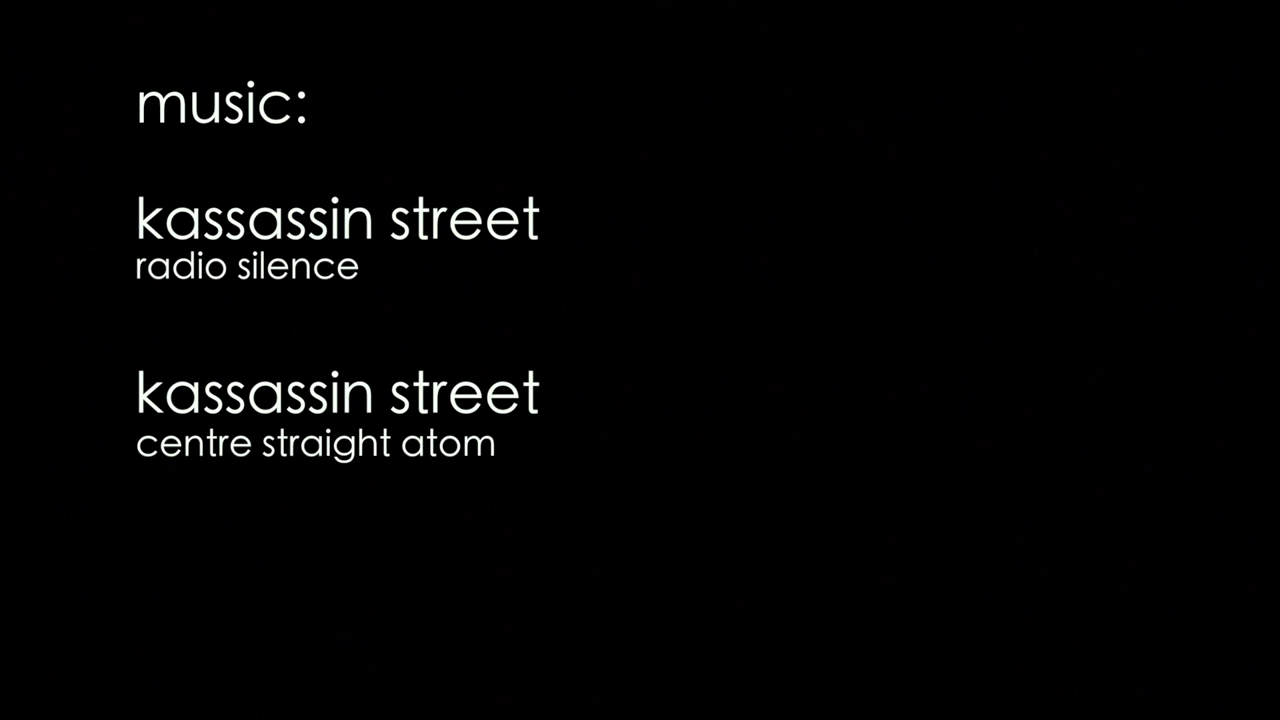 music:
kassassin street
radio silence
kassassin street
centre straight atom